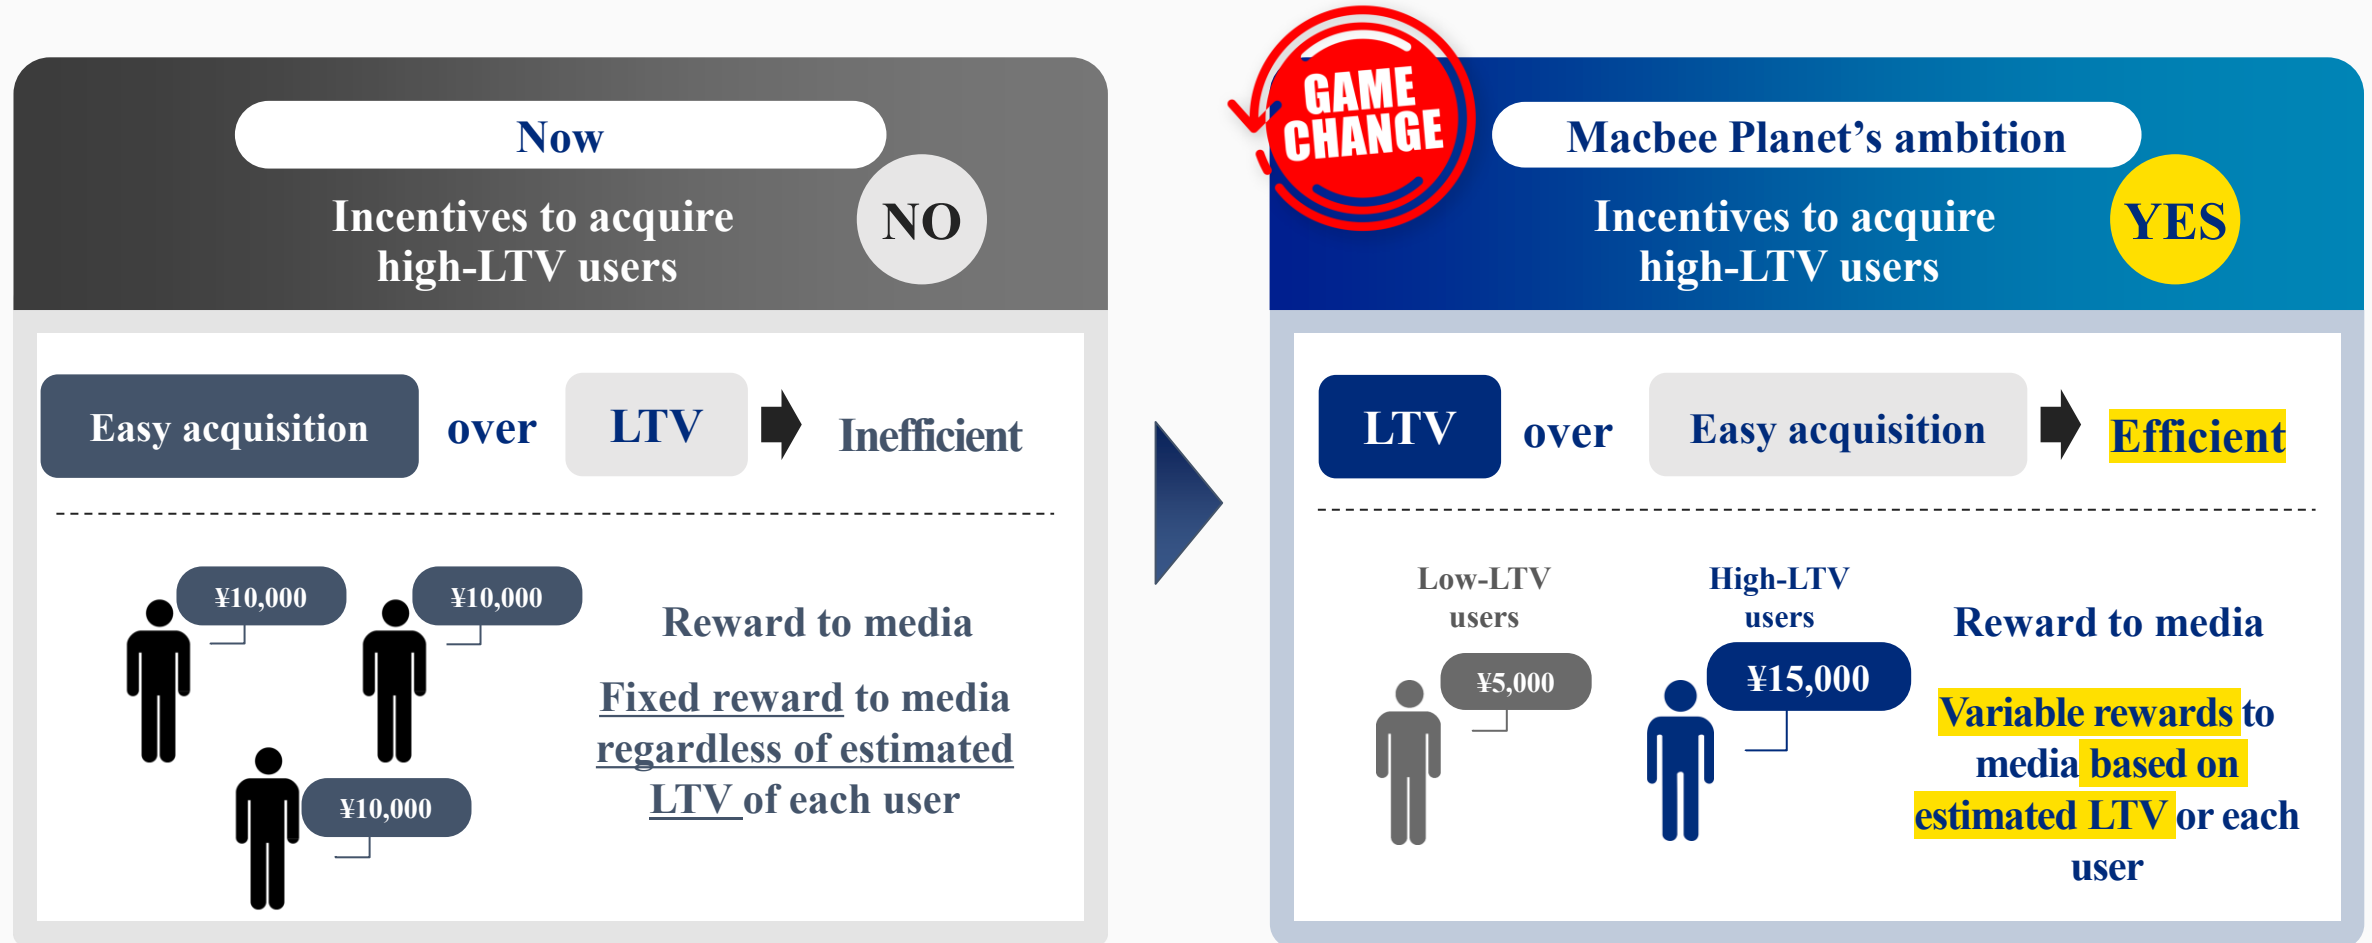 Now
Incentives to acquire
high-LTV users
NO
Easy acquisition
over
LTV
Inefficient
¥10,000
¥10,000
¥10,000
Reward to media
Fixed reward to media
regardless of estimated
LTV of each user
GAME
CHANGE
Macbee Planet’s ambition
Incentives to acquire
high-LTV users
YES
LTV
over
Easy acquisition
Efficient
Low-LTV
users
¥5,000
High-LTV
users
¥15,000
Reward to media
Variable rewards to
media based on
estimated LTV or each
user